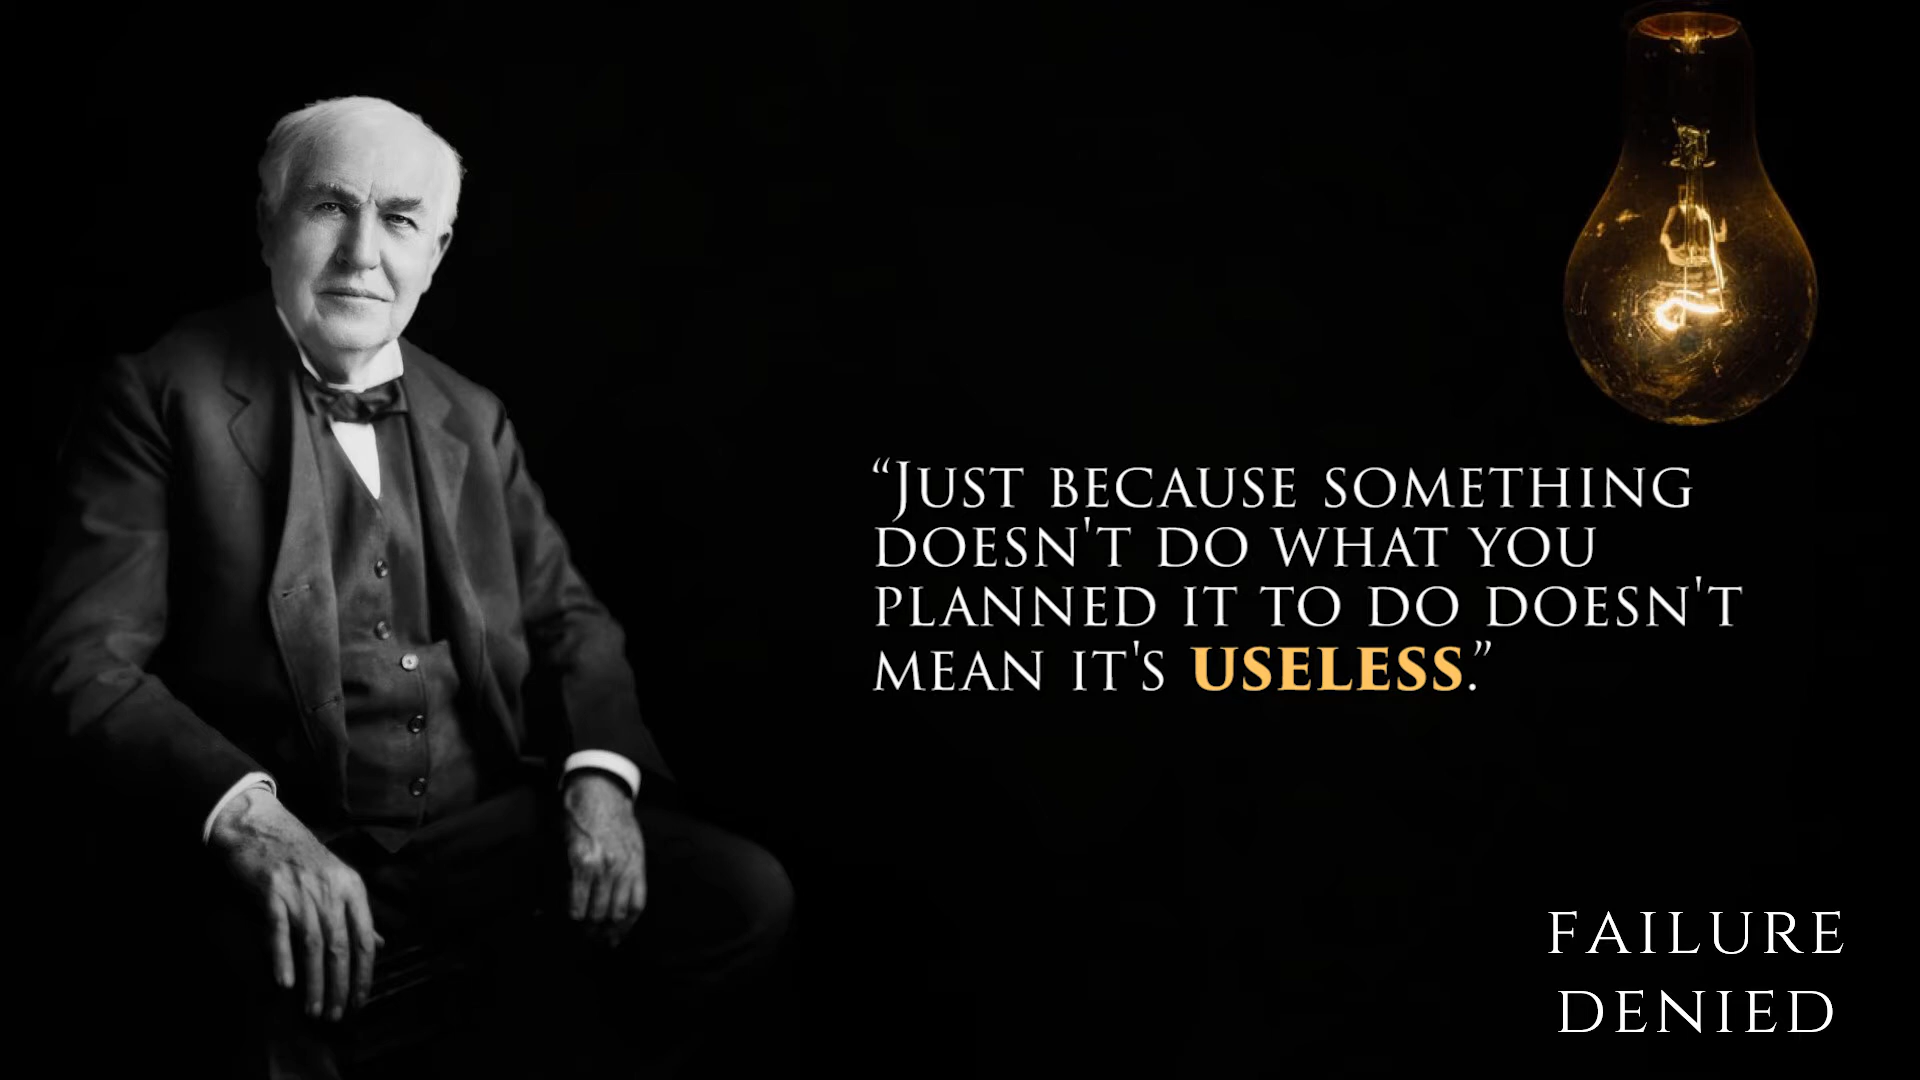 “Just because something
doesn't do what you
planned it to do doesn't
mean it's useless.”
FAILURE
DENIED